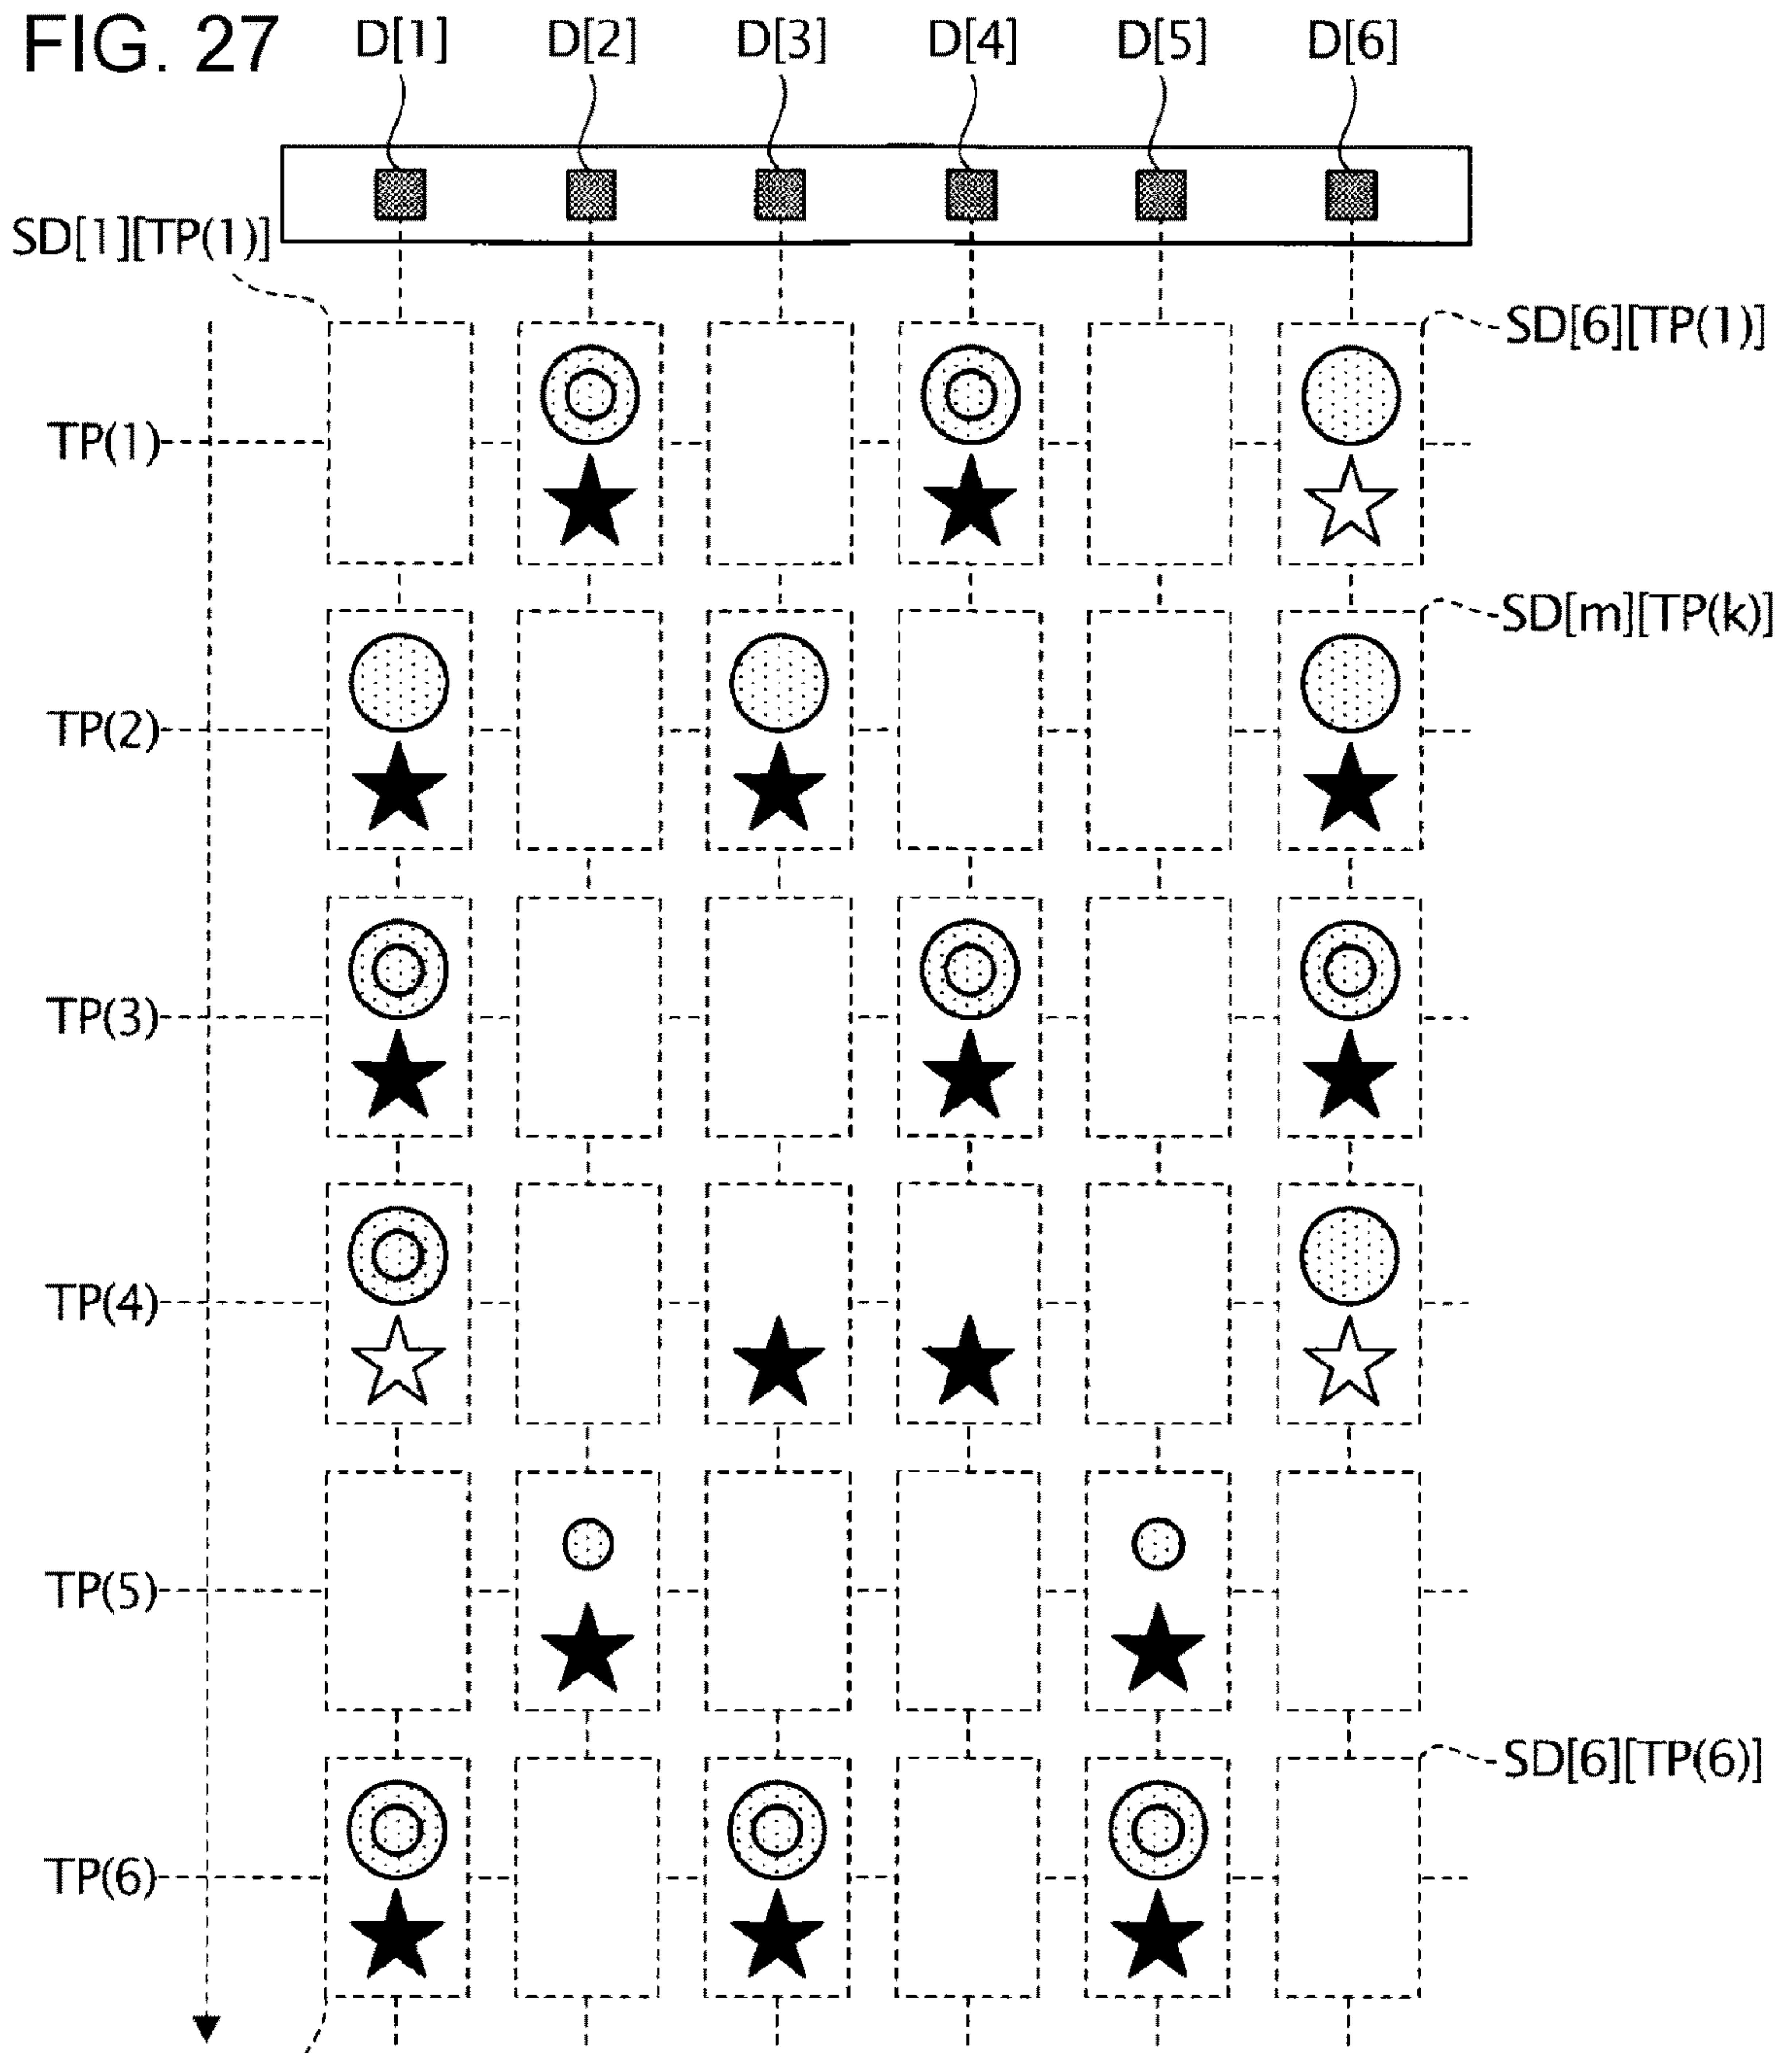 FIG. 27
D[1] D[2] D[3] D[4] D[5] D[6]
SD[1][TP(1)]
SD[6][TP(1)]
TP(1)
SD[m][TP(k)]
TP(2)
TP(3)
TP(4)
TP(5)
SD[6][TP(6)]
TP(6)